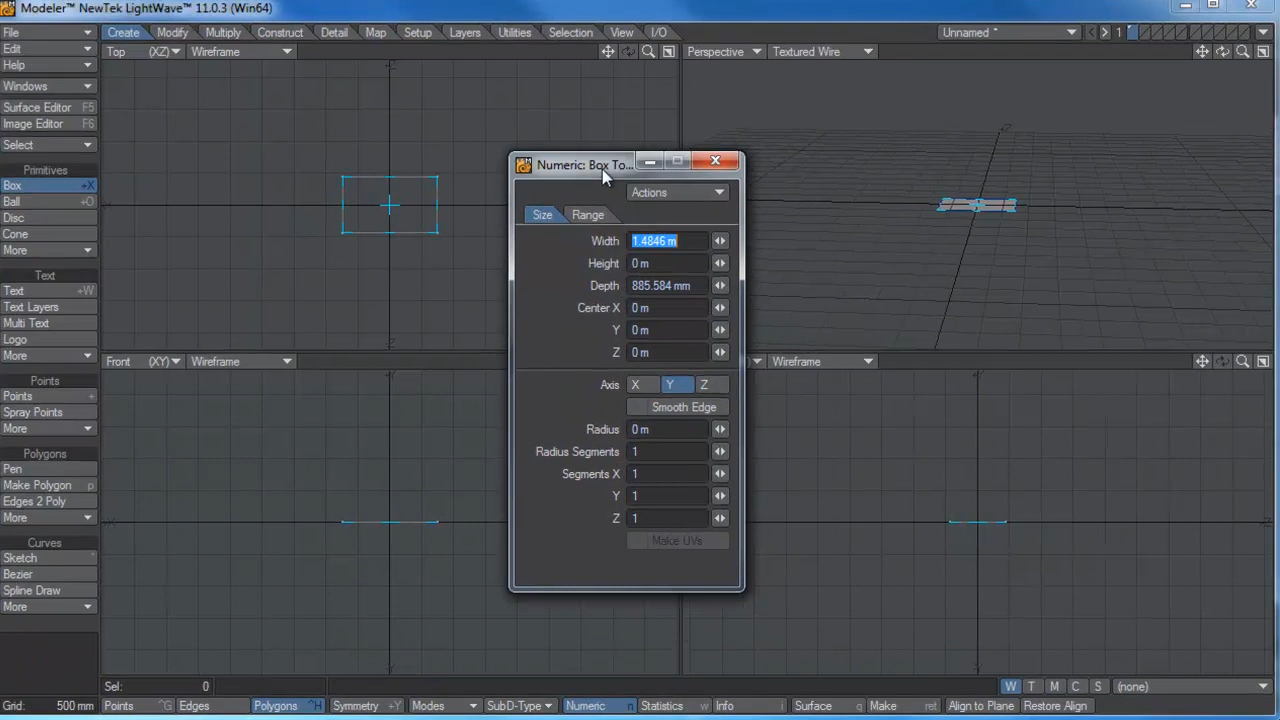 Modeler™ NewTek LightWave™ 11.0.3 (Win64)
File
Create Modify Multiply Construct Detail Map Setup Layers Utilities Selection View I/O
Unnamed * 1
Edit
Top (XZ) Wireframe
Perspective Textured Wire
Help
Windows
Surface Editor F5
Image Editor F6
Select
Primitives
Box +X
Ball +O
Disc
Cone
More
Text
Text +W
Text Layers
Multi Text
Logo
More
Points
Points +
Spray Points
More
Polygons
Pen
Make Polygon p
Edges 2 Poly
More
Curves
Sketch
Bezier
Spline Draw
More
Numeric: Box To...
Actions
Size Range
Width 1.4846 m
Height 0 m
Depth 885.584 mm
Center X 0 m
Y 0 m
Z 0 m
Axis X Y Z
Smooth Edge
Radius 0 m
Radius Segments 1
Segments X 1
Y 1
Z 1
Make UVs
Front (XY) Wireframe
Wireframe
Sel: 0
W T M C S (none)
Grid: 500 mm
Points ^G Edges Polygons ^H Symmetry +Y Modes SubD-Type Numeric n Statistics w Info i Surface q Make ret Align to Plane Restore Align